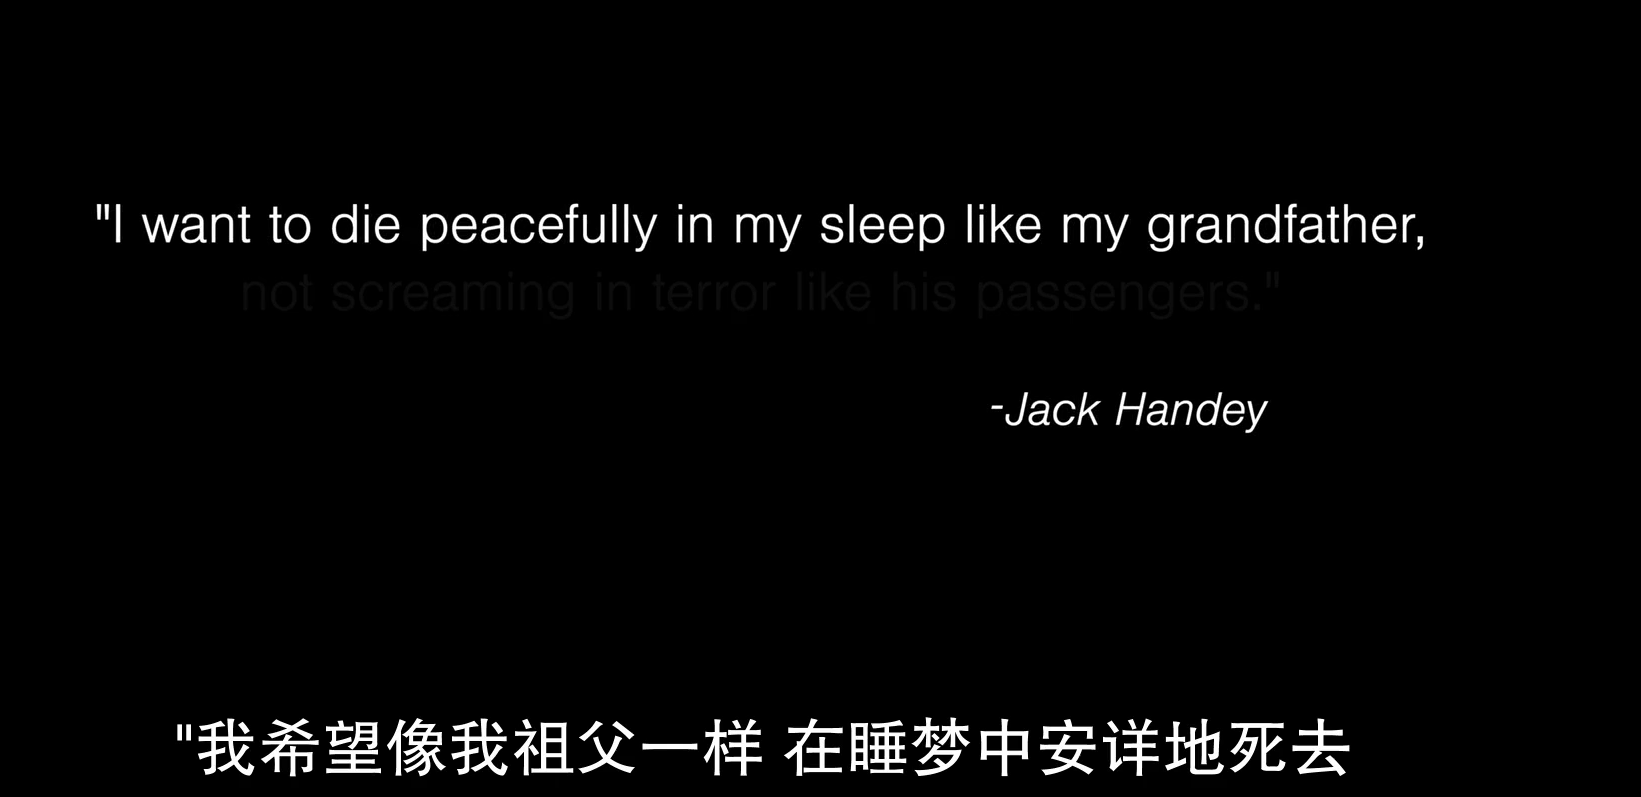 "I want to die peacefully in my sleep like my grandfather,
not screaming in terror like his passengers."
-Jack Handey
"我希望像我祖父一样 在睡梦中安详地死去